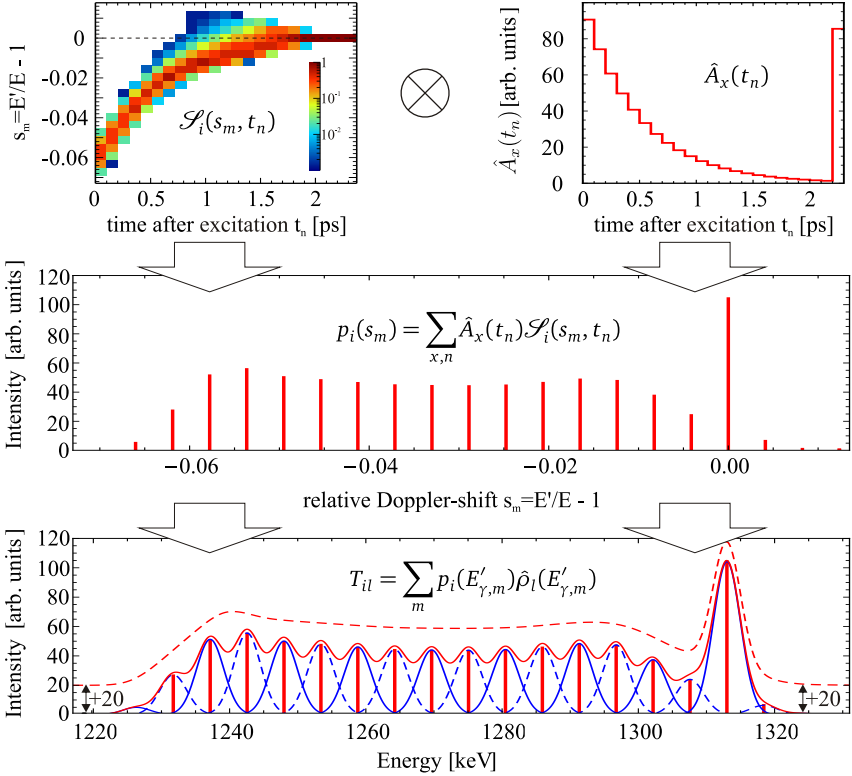 s_m=E'/E - 1
0
-0.02
-0.04
-0.06
𝒮_i(s_m, t_n)
1
10^-1
10^-2
0 0.5 1 1.5 2
time after excitation t_n [ps]
⊗
Â_x(t_n) [arb. units]
80
60
40
20
0
Â_x(t_n)
0 0.5 1 1.5 2
time after excitation t_n [ps]
Intensity [arb. units]
120
100
80
60
40
20
0
p_i(s_m) = ∑_{x,n} Â_x(t_n)𝒮_i(s_m, t_n)
−0.06 −0.04 −0.02 0.00
relative Doppler-shift s_m=E'/E - 1
Intensity [arb. units]
120
100
80
60
40
20
0
T_il = ∑_m p_i(E′_γ,m)ρ̂_i(E′_γ,m)
+20
+20
1220 1240 1260 1280 1300 1320
Energy [keV]